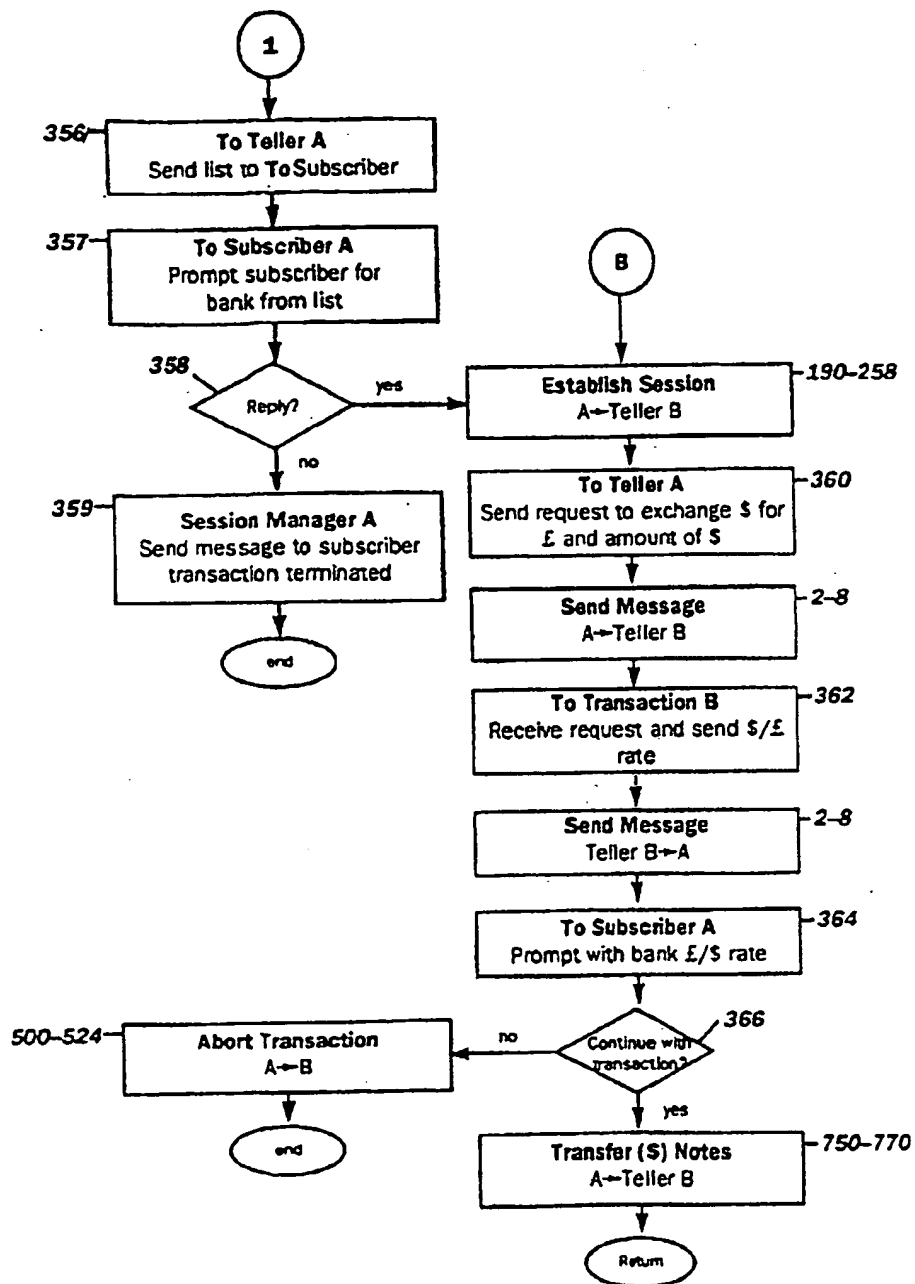 1
356
To Teller A
Send list to To Subscriber
357
To Subscriber A
Prompt subscriber for
bank from list
B
358
Reply?
yes
no
Establish Session
A→Teller B
190–258
359
Session Manager A
Send message to subscriber
transaction terminated
end
To Teller A
Send request to exchange $ for
£ and amount of $
360
Send Message
A→Teller B
2–8
To Transaction B
Receive request and send $/£
rate
362
Send Message
Teller B→A
2–8
To Subscriber A
Prompt with bank £/$ rate
364
Continue with
transaction?
366
no
yes
500–524
Abort Transaction
A→B
end
Transfer ($) Notes
A→Teller B
750–770
Return